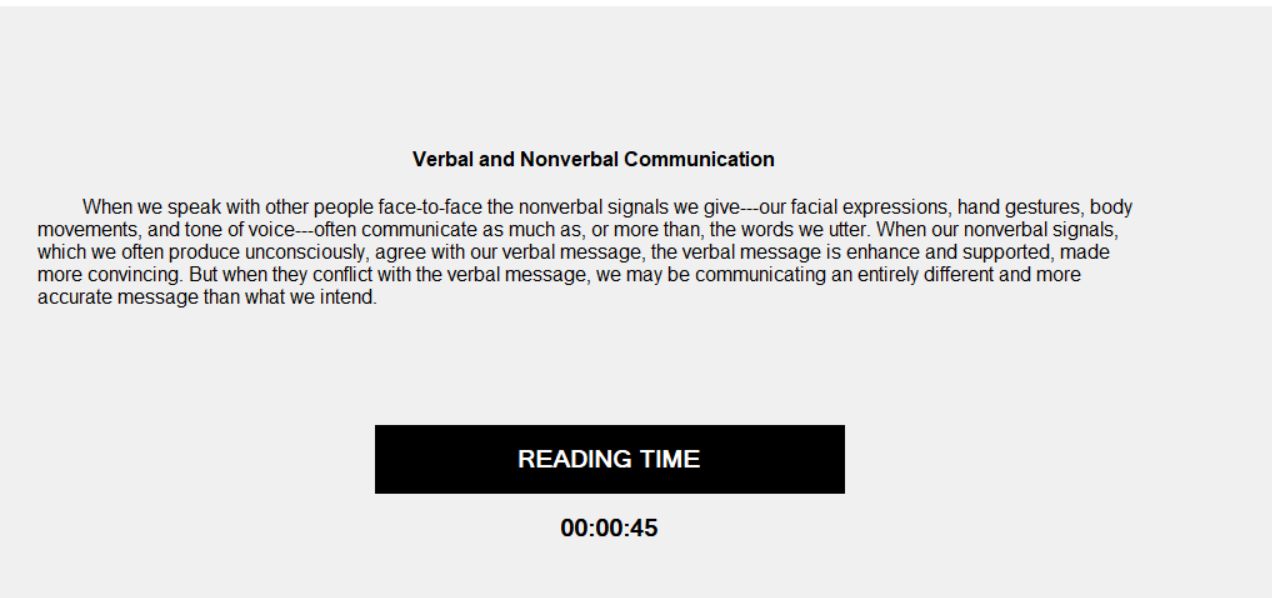 Verbal and Nonverbal Communication
When we speak with other people face-to-face the nonverbal signals we give---our facial expressions, hand gestures, body
movements, and tone of voice---often communicate as much as, or more than, the words we utter. When our nonverbal signals,
which we often produce unconsciously, agree with our verbal message, the verbal message is enhance and supported, made
more convincing. But when they conflict with the verbal message, we may be communicating an entirely different and more
accurate message than what we intend.
READING TIME
00:00:45